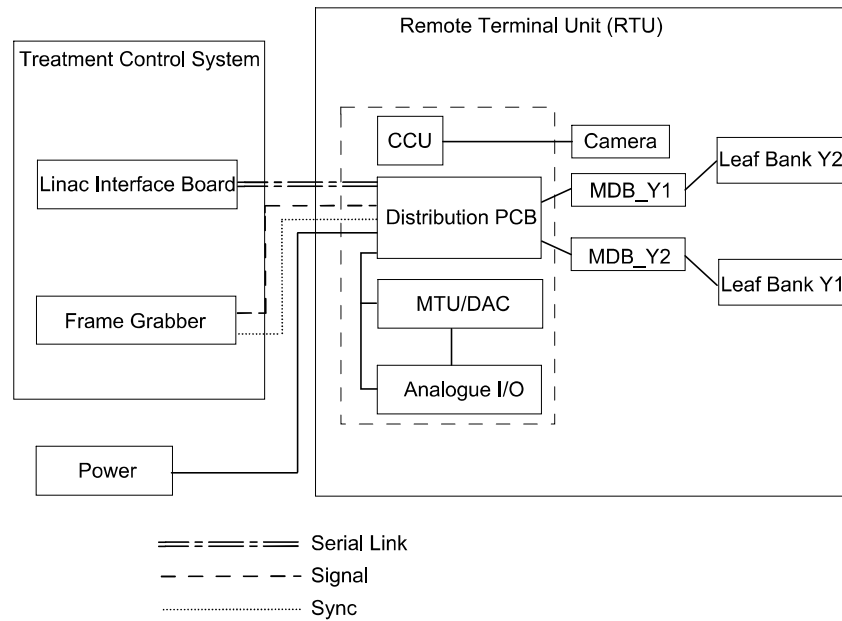 Remote Terminal Unit (RTU)
Treatment Control System
CCU
Camera
Leaf Bank Y2
Linac Interface Board
MDB_Y1
Distribution PCB
MDB_Y2
Leaf Bank Y1
Frame Grabber
MTU/DAC
Analogue I/O
Power
Serial Link
Signal
Sync